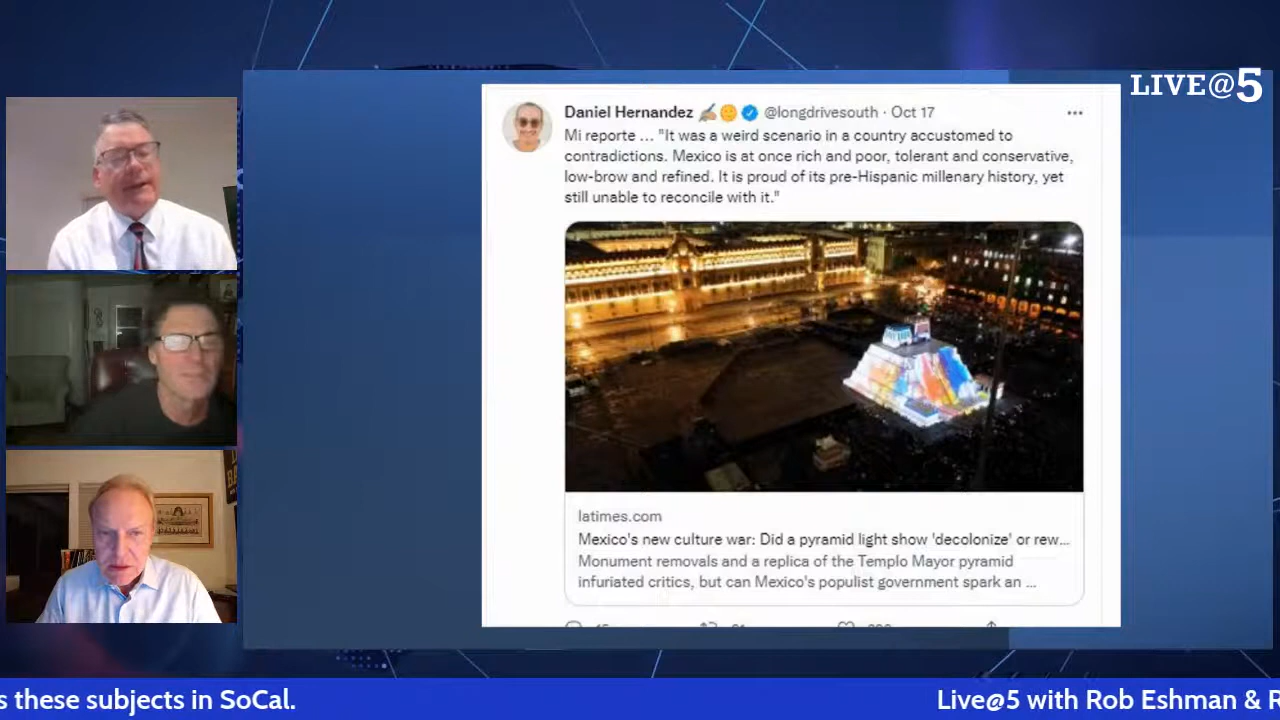 LIVE@5
Daniel Hernandez @longdrivesouth · Oct 17
Mi reporte ... "It was a weird scenario in a country accustomed to
contradictions. Mexico is at once rich and poor, tolerant and conservative,
low-brow and refined. It is proud of its pre-Hispanic millenary history, yet
still unable to reconcile with it."
latimes.com
Mexico's new culture war: Did a pyramid light show 'decolonize' or rew...
Monument removals and a replica of the Templo Mayor pyramid
infuriated critics, but can Mexico's populist government spark an ...
s these subjects in SoCal.
Live@5 with Rob Eshman &